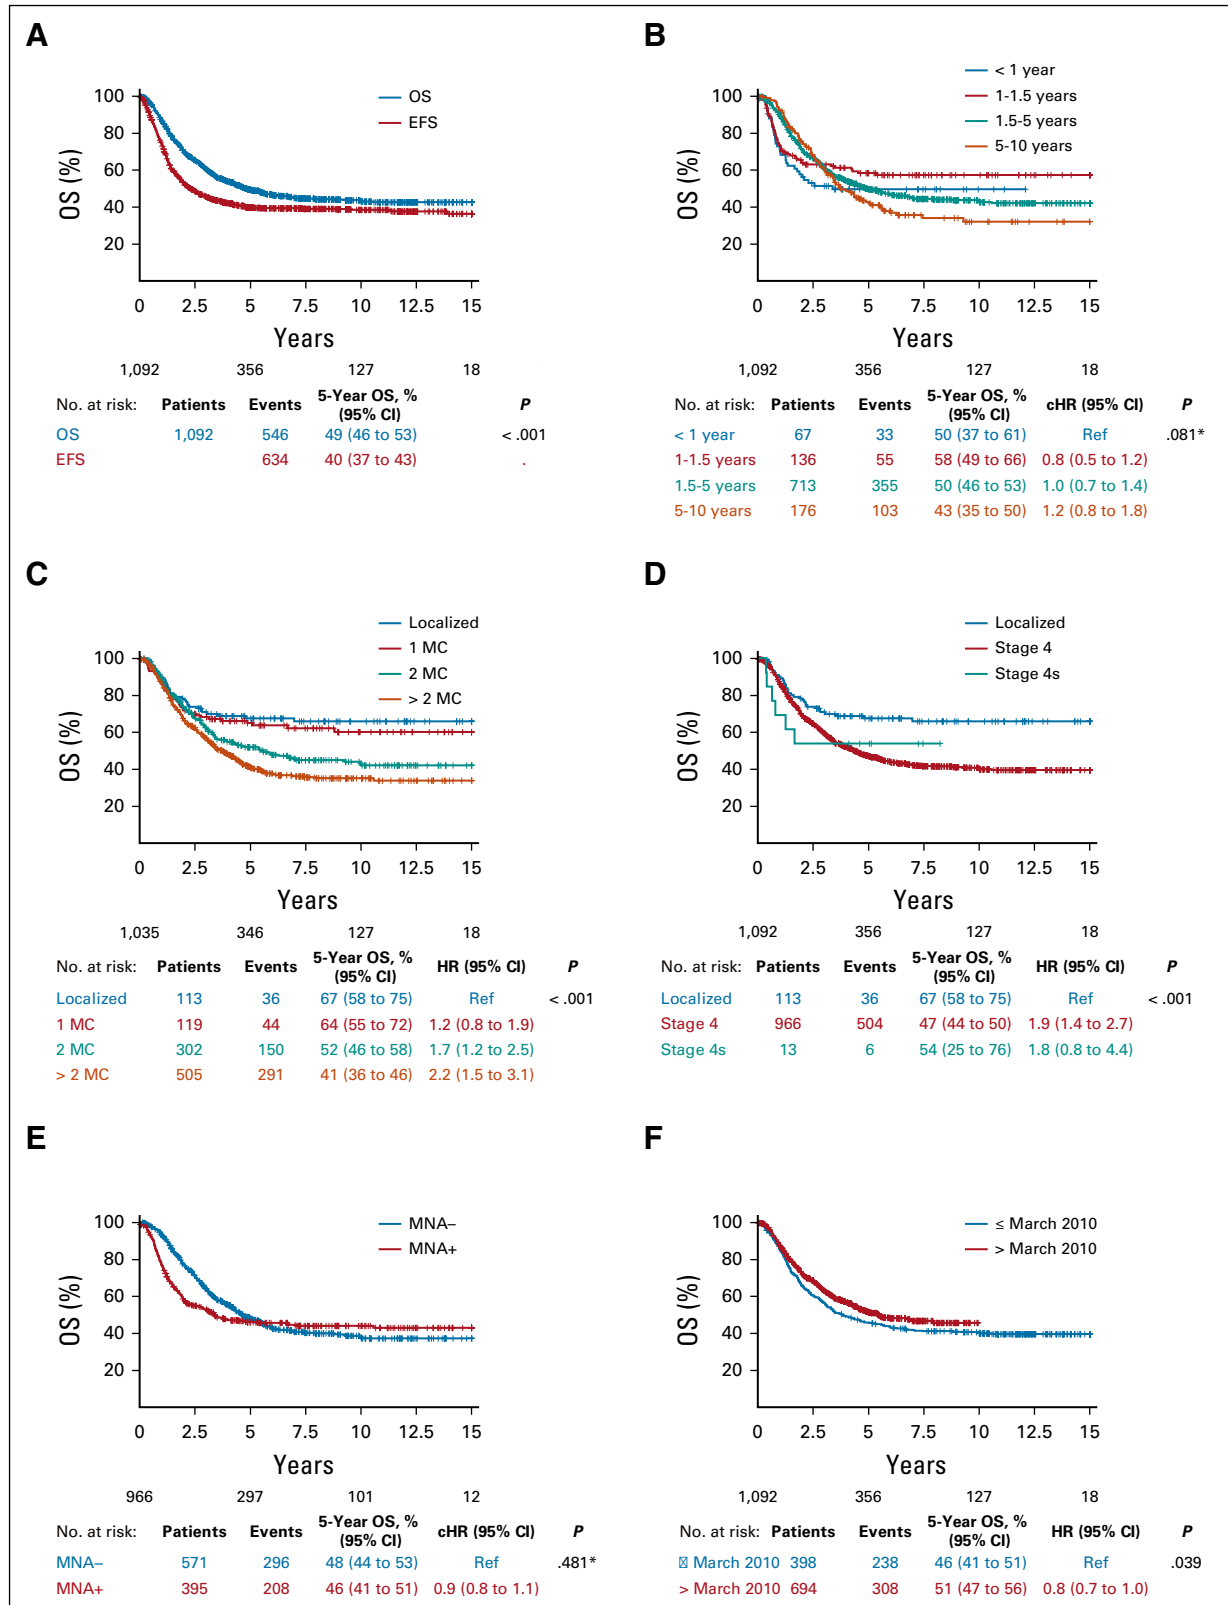 A
OS (%)
100
80
60
40
20
OS
EFS
0 2.5 5 7.5 10 12.5 15
Years
1,092 356 127 18
No. at risk: Patients Events 5-Year OS, % (95% CI) P
OS 1,092 546 49 (46 to 53) < .001
EFS 634 40 (37 to 43) .
B
OS (%)
100
80
60
40
20
< 1 year
1-1.5 years
1.5-5 years
5-10 years
0 2.5 5 7.5 10 12.5 15
Years
1,092 356 127 18
No. at risk: Patients Events 5-Year OS, % (95% CI) cHR (95% CI) P
< 1 year 67 33 50 (37 to 61) Ref .081*
1-1.5 years 136 55 58 (49 to 66) 0.8 (0.5 to 1.2)
1.5-5 years 713 355 50 (46 to 53) 1.0 (0.7 to 1.4)
5-10 years 176 103 43 (35 to 50) 1.2 (0.8 to 1.8)
C
OS (%)
100
80
60
40
20
Localized
1 MC
2 MC
> 2 MC
0 2.5 5 7.5 10 12.5 15
Years
1,035 346 127 18
No. at risk: Patients Events 5-Year OS, % (95% CI) HR (95% CI) P
Localized 113 36 67 (58 to 75) Ref < .001
1 MC 119 44 64 (55 to 72) 1.2 (0.8 to 1.9)
2 MC 302 150 52 (46 to 58) 1.7 (1.2 to 2.5)
> 2 MC 505 291 41 (36 to 46) 2.2 (1.5 to 3.1)
D
OS (%)
100
80
60
40
20
Localized
Stage 4
Stage 4s
0 2.5 5 7.5 10 12.5 15
Years
1,092 356 127 18
No. at risk: Patients Events 5-Year OS, % (95% CI) HR (95% CI) P
Localized 113 36 67 (58 to 75) Ref < .001
Stage 4 966 504 47 (44 to 50) 1.9 (1.4 to 2.7)
Stage 4s 13 6 54 (25 to 76) 1.8 (0.8 to 4.4)
E
OS (%)
100
80
60
40
20
MNA–
MNA+
0 2.5 5 7.5 10 12.5 15
Years
966 297 101 12
No. at risk: Patients Events 5-Year OS, % (95% CI) cHR (95% CI) P
MNA– 571 296 48 (44 to 53) Ref .481*
MNA+ 395 208 46 (41 to 51) 0.9 (0.8 to 1.1)
F
OS (%)
100
80
60
40
20
≤ March 2010
> March 2010
0 2.5 5 7.5 10 12.5 15
Years
1,092 356 127 18
No. at risk: Patients Events 5-Year OS, % (95% CI) HR (95% CI) P
March 2010 398 238 46 (41 to 51) Ref .039
> March 2010 694 308 51 (47 to 56) 0.8 (0.7 to 1.0)